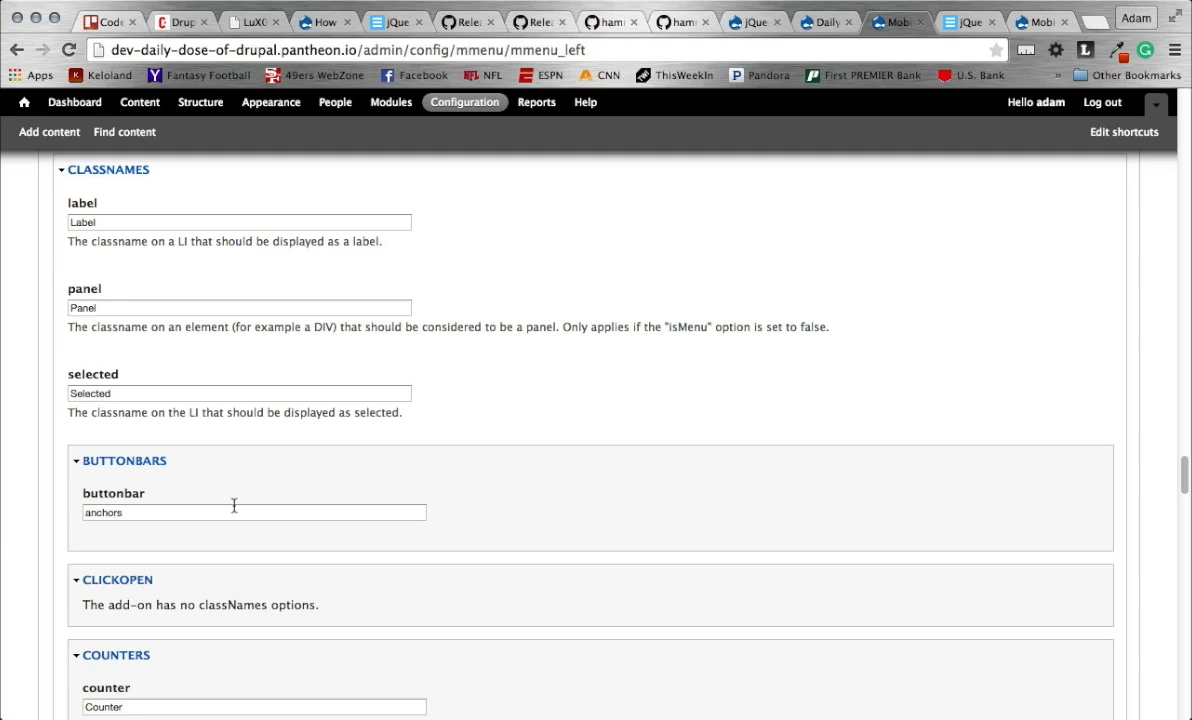 Code
Drup
LuXC
How
jQue
Relea
Relea
hamm
ham
jQue
Daily
Mobi
jQue
Mobi
Adam
dev-daily-dose-of-drupal.pantheon.io/admin/config/mmenu/mmenu_left
Apps Keloland Fantasy Football 49ers WebZone Facebook NFL ESPN CNN ThisWeekIn Pandora First PREMIER Bank U.S. Bank » Other Bookmarks
Dashboard Content Structure Appearance People Modules Configuration Reports Help Hello adam Log out
Add content Find content Edit shortcuts
CLASSNAMES
label
Label
The classname on a LI that should be displayed as a label.
panel
Panel
The classname on an element (for example a DIV) that should be considered to be a panel. Only applies if the "isMenu" option is set to false.
selected
Selected
The classname on the LI that should be displayed as selected.
BUTTONBARS
buttonbar
anchors
CLICKOPEN
The add-on has no classNames options.
COUNTERS
counter
Counter